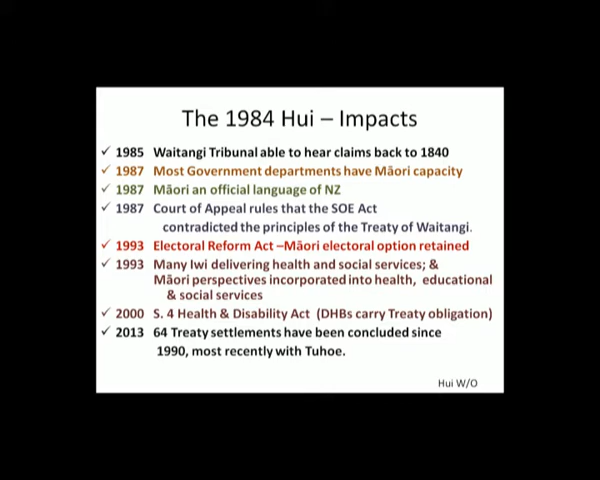 The 1984 Hui – Impacts
✓ 1985 Waitangi Tribunal able to hear claims back to 1840
✓ 1987 Most Government departments have Māori capacity
✓ 1987 Māori an official language of NZ
✓ 1987 Court of Appeal rules that the SOE Act
contradicted the principles of the Treaty of Waitangi.
✓ 1993 Electoral Reform Act –Māori electoral option retained
✓ 1993 Many Iwi delivering health and social services; &
Māori perspectives incorporated into health, educational
& social services
✓ 2000 S. 4 Health & Disability Act (DHBs carry Treaty obligation)
✓ 2013 64 Treaty settlements have been concluded since
1990, most recently with Tuhoe.
Hui W/O